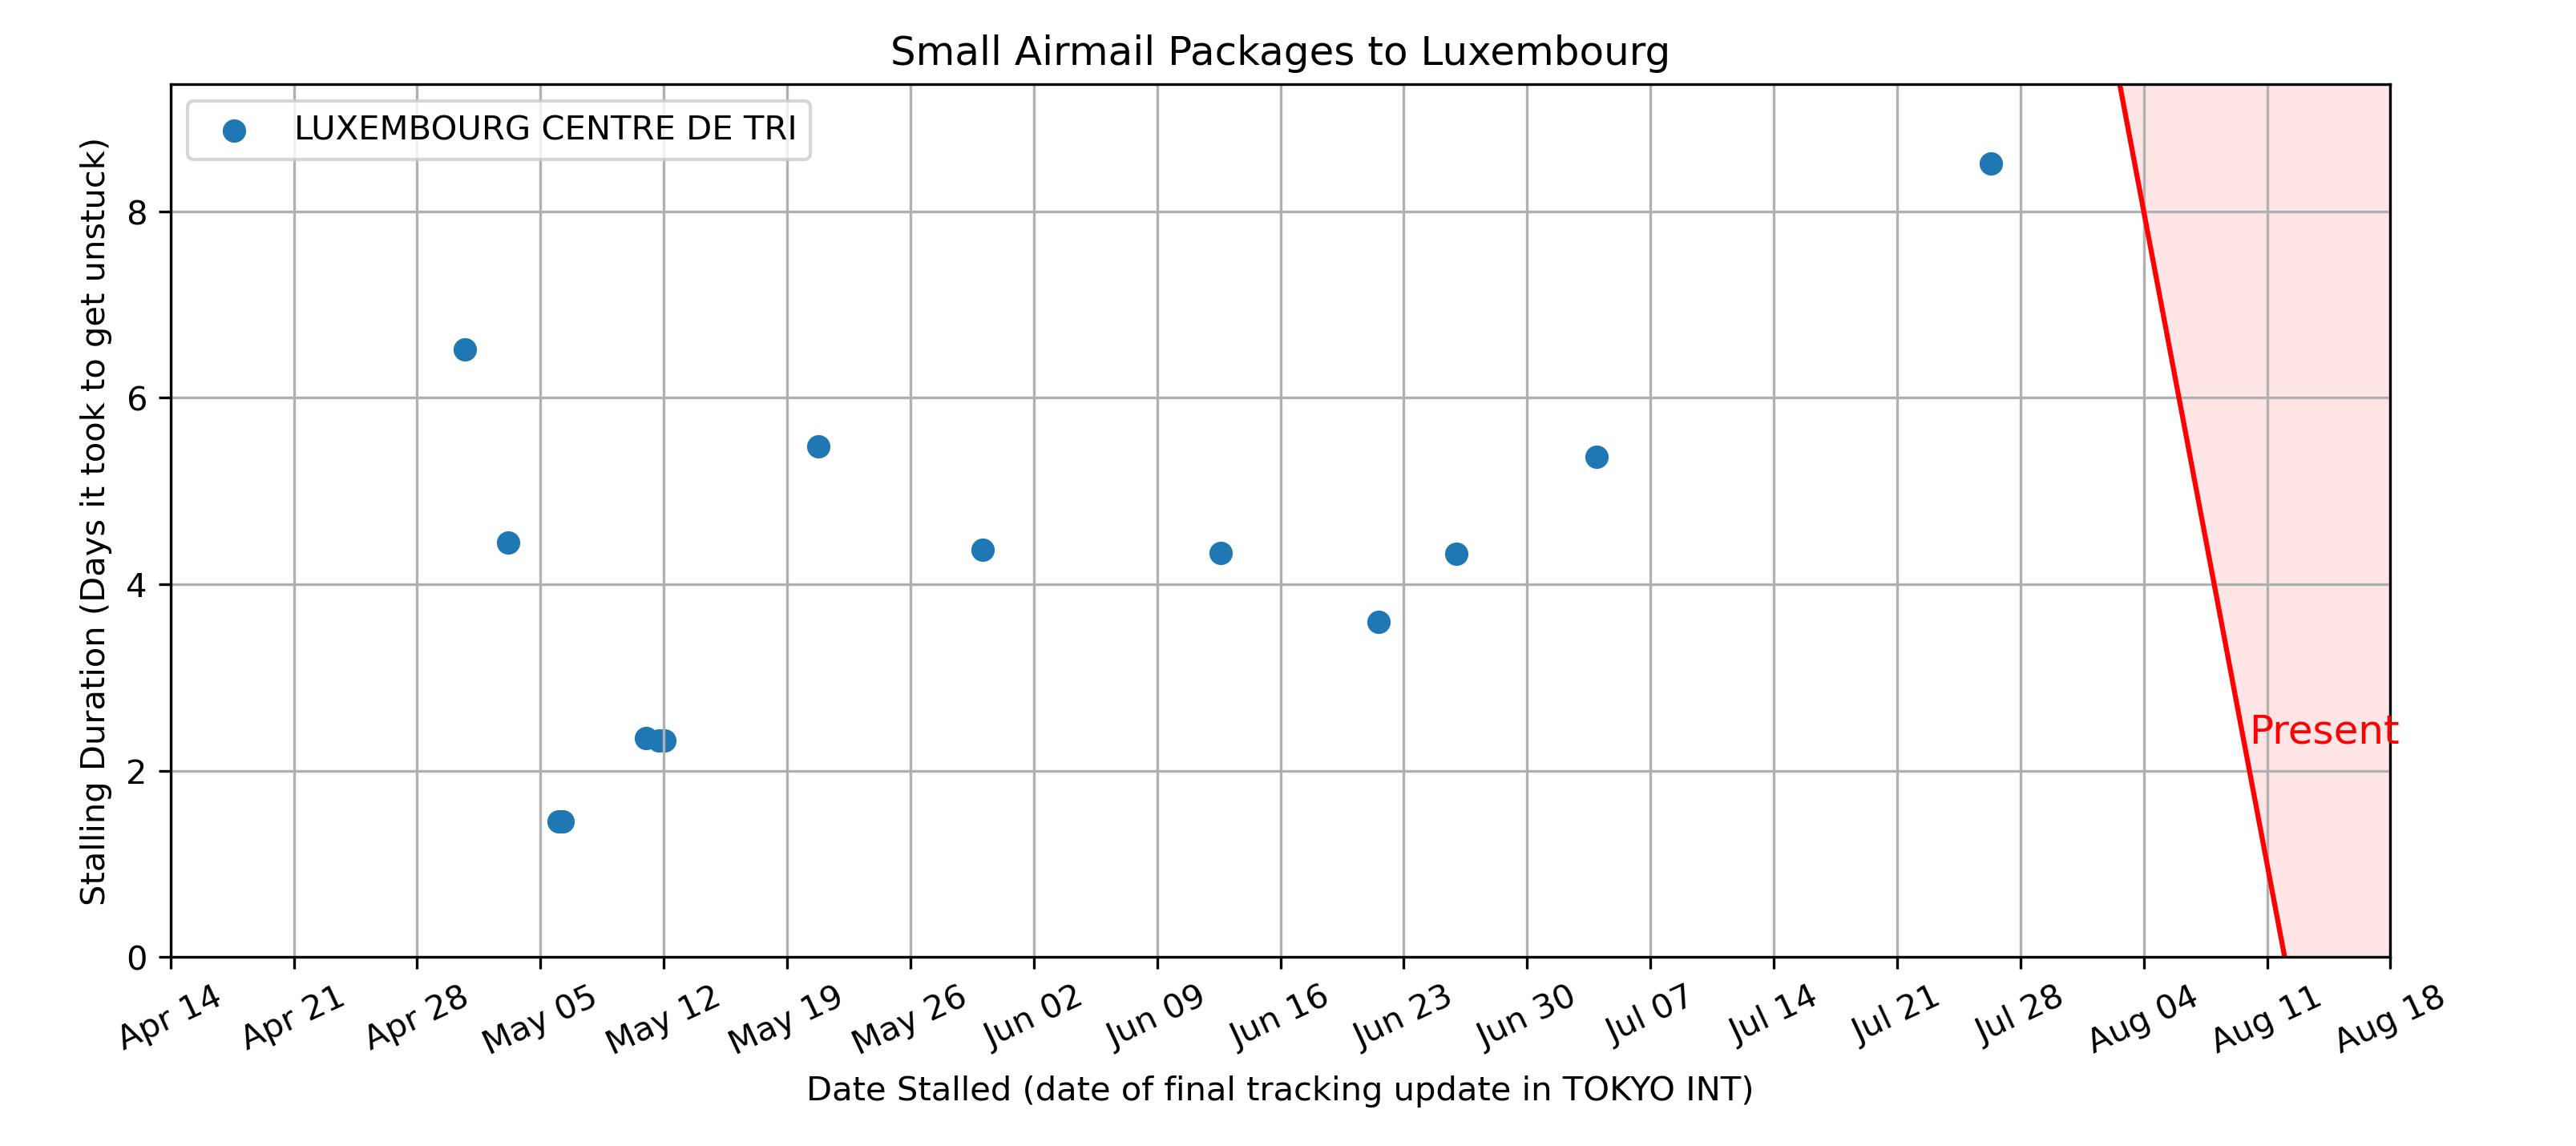 Small Airmail Packages to Luxembourg
LUXEMBOURG CENTRE DE TRI
Stalling Duration (Days it took to get unstuck)
8
6
4
2
0
Present
Apr 14
Apr 21
Apr 28
May 05
May 12
May 19
May 26
Jun 02
Jun 09
Jun 16
Jun 23
Jun 30
Jul 07
Jul 14
Jul 21
Jul 28
Aug 04
Aug 11
Aug 18
Date Stalled (date of final tracking update in TOKYO INT)